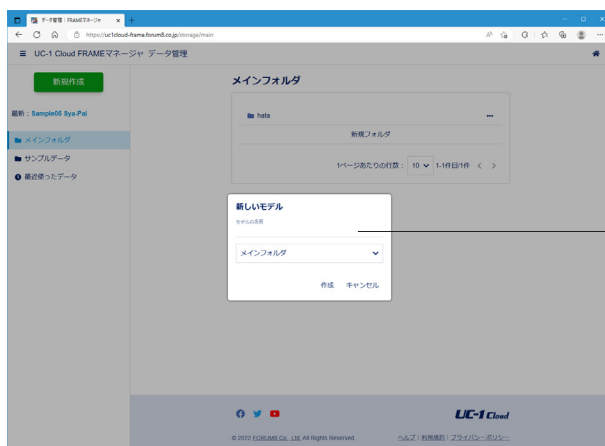 データ管理 : FRAMEマネージャ
https://uc1cloud-frame.forum8.co.jp/storage/main
UC-1 Cloud FRAMEマネージャ データ管理
新規作成
最新：Sample05 Sya-Pal
メインフォルダ
サンプルデータ
最近使ったデータ
メインフォルダ
hata
新規フォルダ
1ページあたりの行数： 10 1-1件目/1件
新しいモデル
モデルの名前
メインフォルダ
作成 キャンセル
UC-1 Cloud
© 2022 FORUM8 Co., Ltd. All Rights Reserved.
ヘルプ | 利用規約 | プライバシーポリシー